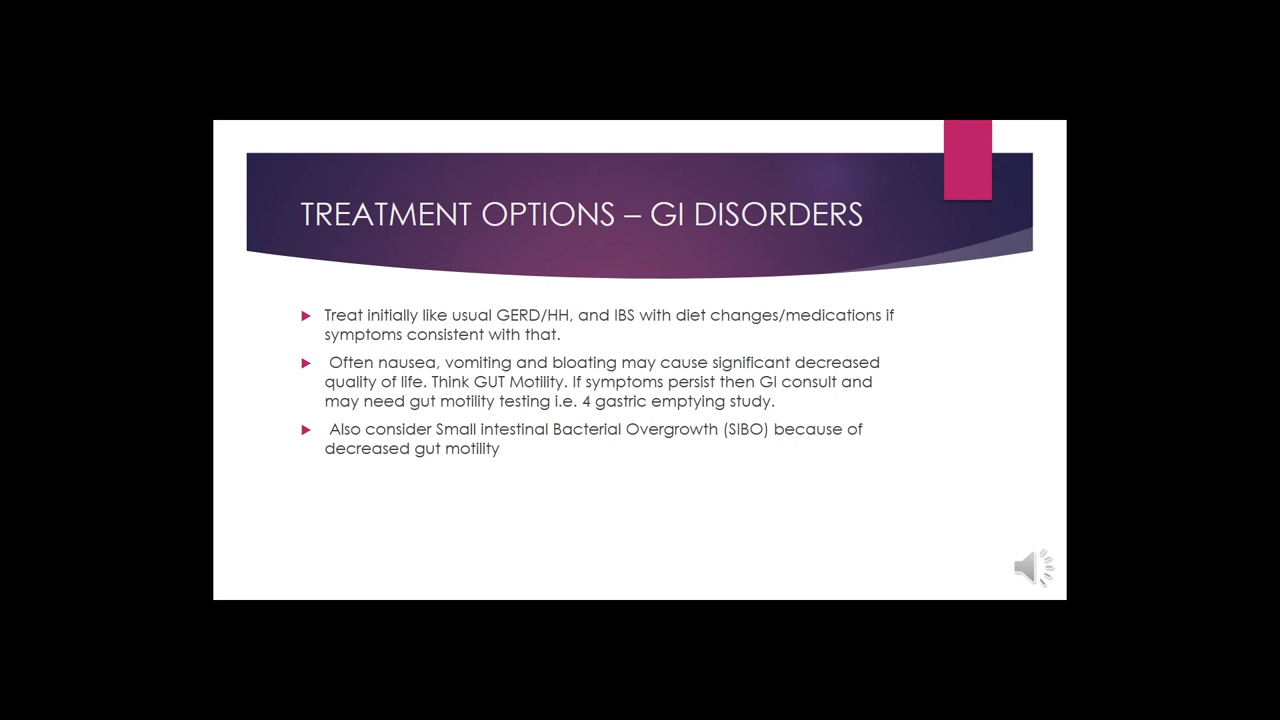 TREATMENT OPTIONS – GI DISORDERS
Treat initially like usual GERD/HH, and IBS with diet changes/medications if
symptoms consistent with that.
Often nausea, vomiting and bloating may cause significant decreased
quality of life. Think GUT Motility. If symptoms persist then GI consult and
may need gut motility testing i.e. 4 gastric emptying study.
Also consider Small intestinal Bacterial Overgrowth (SIBO) because of
decreased gut motility